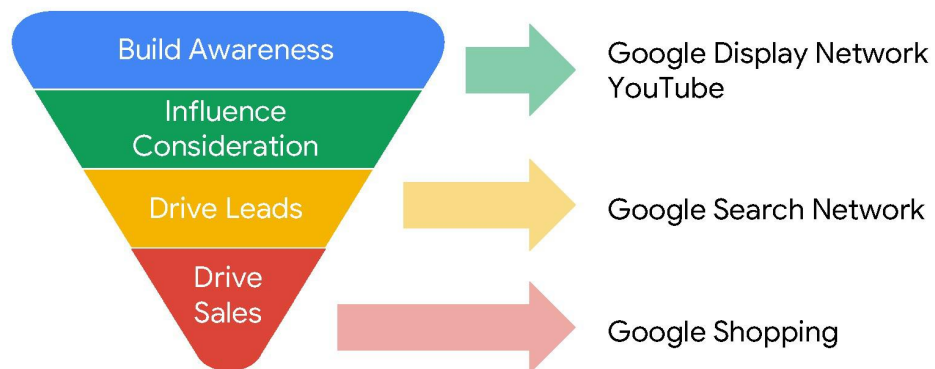 Build Awareness
Influence
Consideration
Drive Leads
Drive
Sales
Google Display Network
YouTube
Google Search Network
Google Shopping